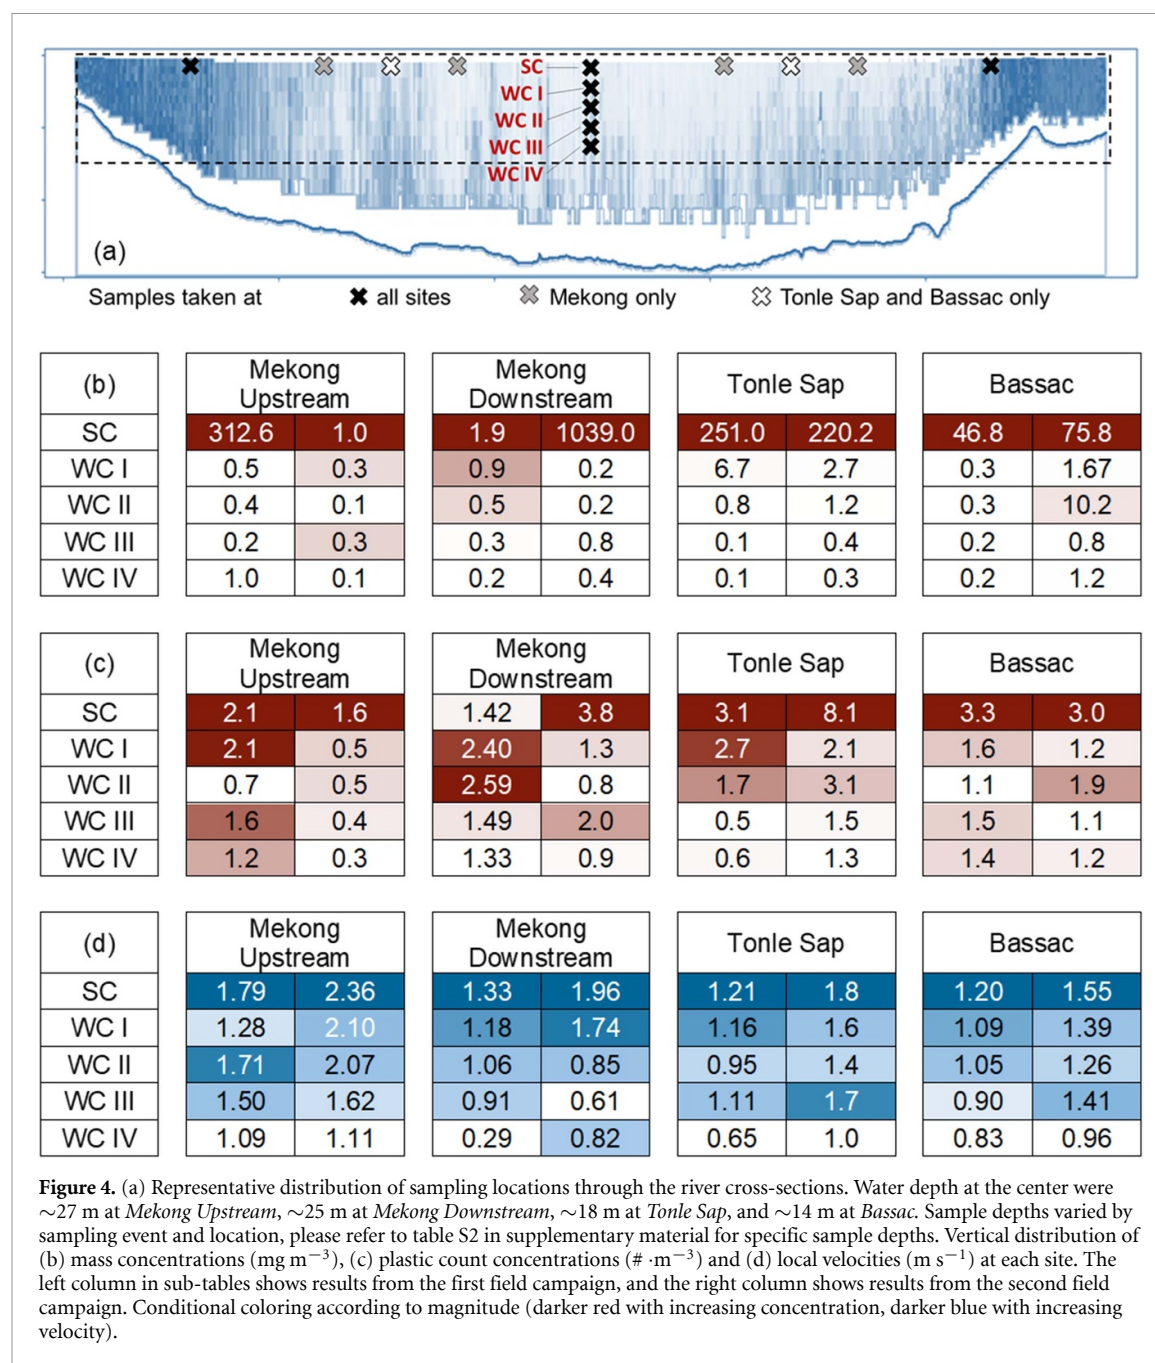 SC
WC I
WC II
WC III
WC IV
(a)
Samples taken at all sites Mekong only Tonle Sap and Bassac only
(b) Mekong Upstream Mekong Downstream Tonle Sap Bassac
SC 312.6 1.0 1.9 1039.0 251.0 220.2 46.8 75.8
WC I 0.5 0.3 0.9 0.2 6.7 2.7 0.3 1.67
WC II 0.4 0.1 0.5 0.2 0.8 1.2 0.3 10.2
WC III 0.2 0.3 0.3 0.8 0.1 0.4 0.2 0.8
WC IV 1.0 0.1 0.2 0.4 0.1 0.3 0.2 1.2
(c) Mekong Upstream Mekong Downstream Tonle Sap Bassac
SC 2.1 1.6 1.42 3.8 3.1 8.1 3.3 3.0
WC I 2.1 0.5 2.40 1.3 2.7 2.1 1.6 1.2
WC II 0.7 0.5 2.59 0.8 1.7 3.1 1.1 1.9
WC III 1.6 0.4 1.49 2.0 0.5 1.5 1.5 1.1
WC IV 1.2 0.3 1.33 0.9 0.6 1.3 1.4 1.2
(d) Mekong Upstream Mekong Downstream Tonle Sap Bassac
SC 1.79 2.36 1.33 1.96 1.21 1.8 1.20 1.55
WC I 1.28 2.10 1.18 1.74 1.16 1.6 1.09 1.39
WC II 1.71 2.07 1.06 0.85 0.95 1.4 1.05 1.26
WC III 1.50 1.62 0.91 0.61 1.11 1.7 0.90 1.41
WC IV 1.09 1.11 0.29 0.82 0.65 1.0 0.83 0.96
Figure 4. (a) Representative distribution of sampling locations through the river cross-sections. Water depth at the center were
∼27 m at Mekong Upstream, ∼25 m at Mekong Downstream, ∼18 m at Tonle Sap, and ∼14 m at Bassac. Sample depths varied by
sampling event and location, please refer to table S2 in supplementary material for specific sample depths. Vertical distribution of
(b) mass concentrations (mg m−3), (c) plastic count concentrations (# ·m−3) and (d) local velocities (m s−1) at each site. The
left column in sub-tables shows results from the first field campaign, and the right column shows results from the second field
campaign. Conditional coloring according to magnitude (darker red with increasing concentration, darker blue with increasing
velocity).